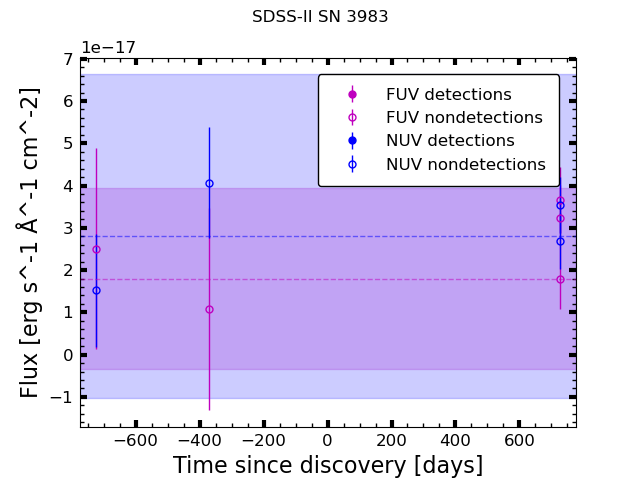 SDSS-II SN 3983
1e−17
7
6
5
4
3
2
1
0
−1
Flux [erg s^-1 Å^-1 cm^-2]
FUV detections
FUV nondetections
NUV detections
NUV nondetections
−600 −400 −200 0 200 400 600
Time since discovery [days]